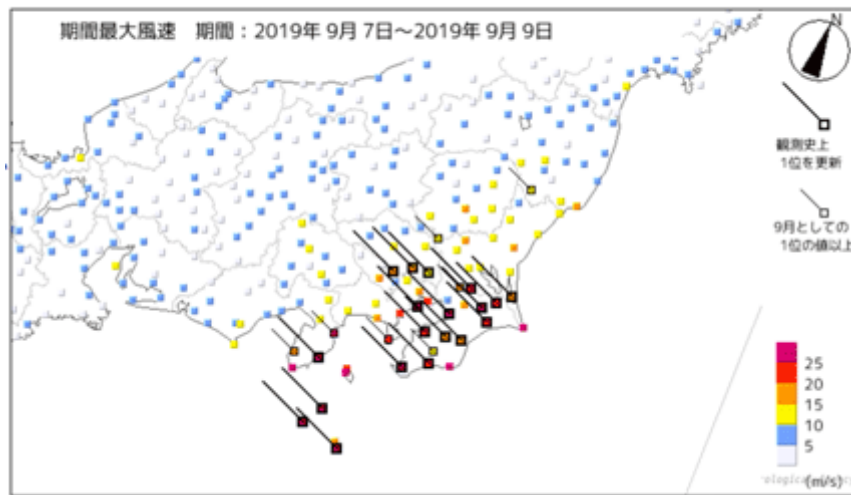 期間最大風速 期間：2019年 9月 7日～2019年 9月 9日
N
観測史上
1位を更新
9月としての
1位の値以上
25
20
15
10
5
(m/s)